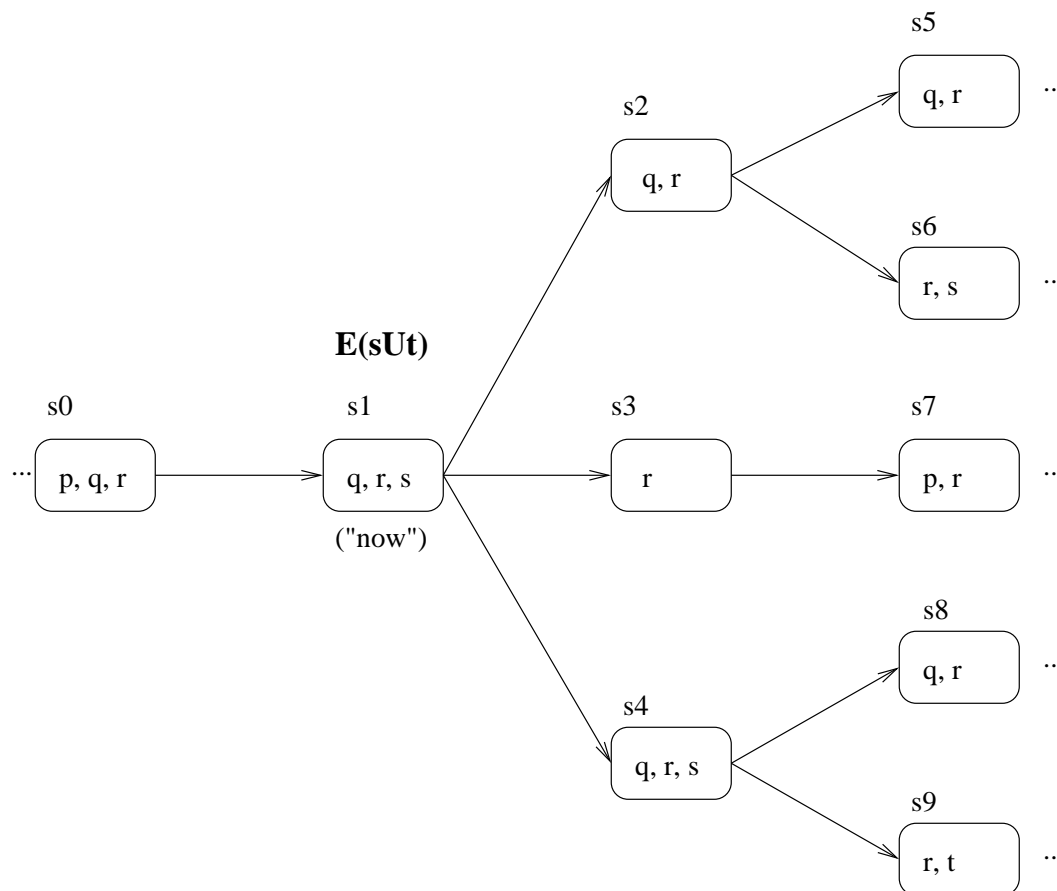 s5
q, r
..
s2
q, r
s6
r, s
..
E(sUt)
s0
s1
s3
s7
... p, q, r
q, r, s
r
p, r
..
("now")
s8
q, r
..
s4
q, r, s
s9
r, t
..